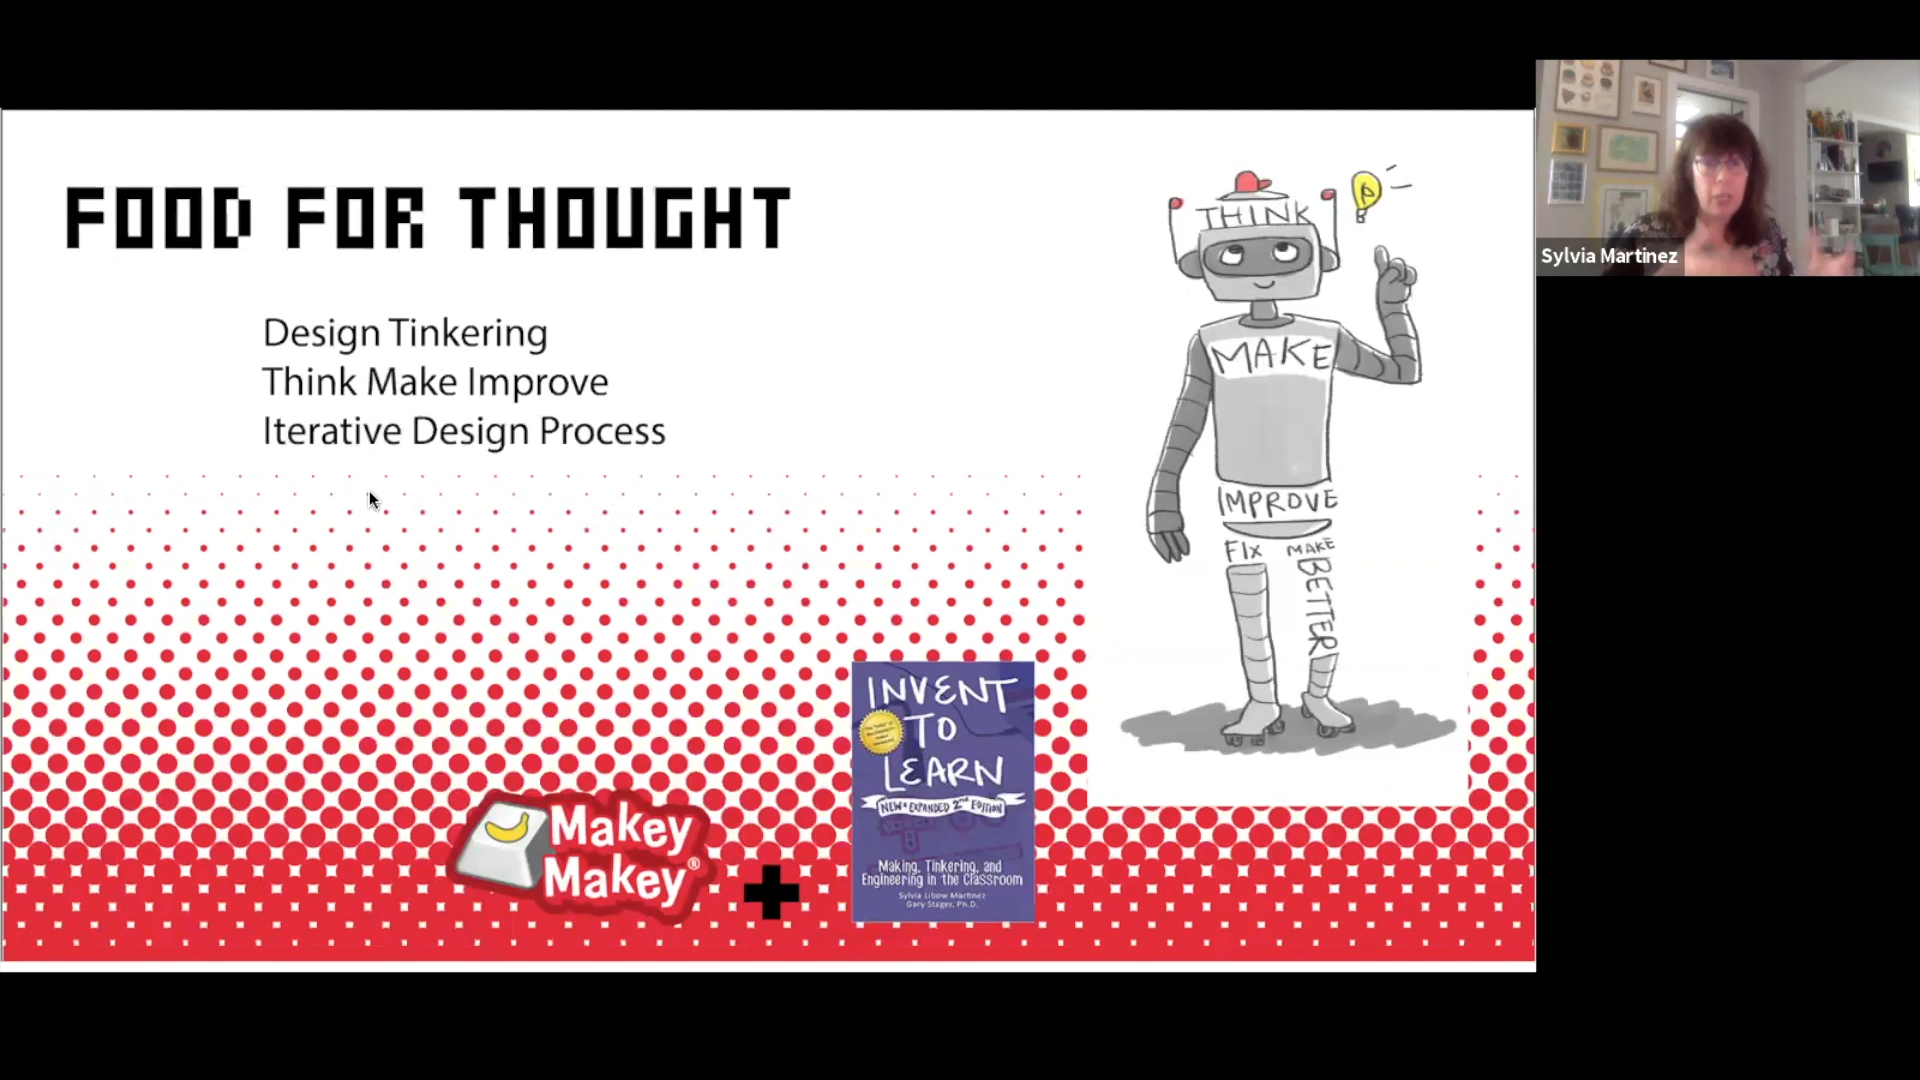 FOOD FOR THOUGHT
Design Tinkering
Think Make Improve
Iterative Design Process
THINK
MAKE
IMPROVE
FIX
MAKE
BETTER
Makey
Makey®
INVENT
TO
LEARN
NEW & EXPANDED 2nd EDITION
Making, Tinkering, and
Engineering in the Classroom
Sylvia Libow Martinez
Gary Stager, Ph.D.
Sylvia Martinez